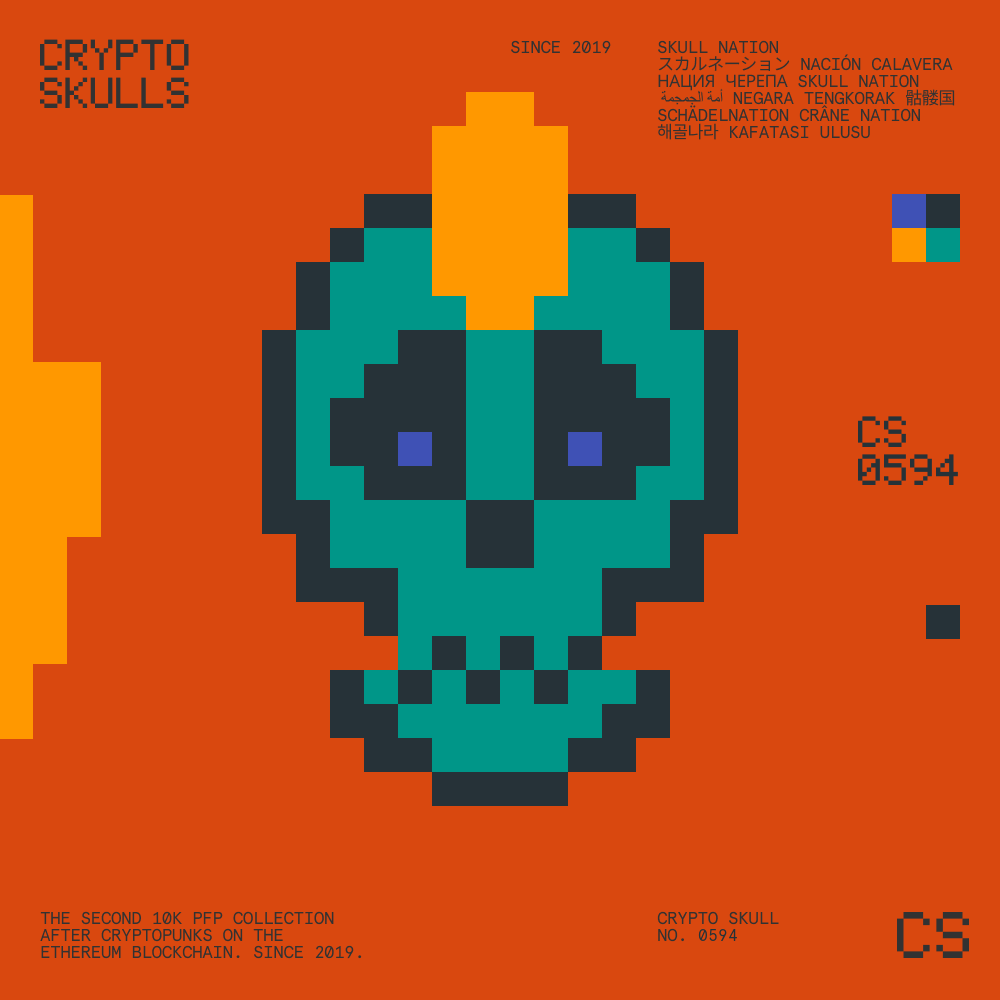 CRYPTO
SKULLS
SINCE 2019
SKULL NATION
スカルネーション NACIÓN CALAVERA
НАЦИЯ ЧЕРЕПА SKULL NATION
أمة الجمجمة NEGARA TENGKORAK 骷髅国
SCHÄDELNATION CRÂNE NATION
해골나라 KAFATASI ULUSU
CS
0594
THE SECOND 10K PFP COLLECTION
AFTER CRYPTOPUNKS ON THE
ETHEREUM BLOCKCHAIN. SINCE 2019.
CRYPTO SKULL
NO. 0594
CS